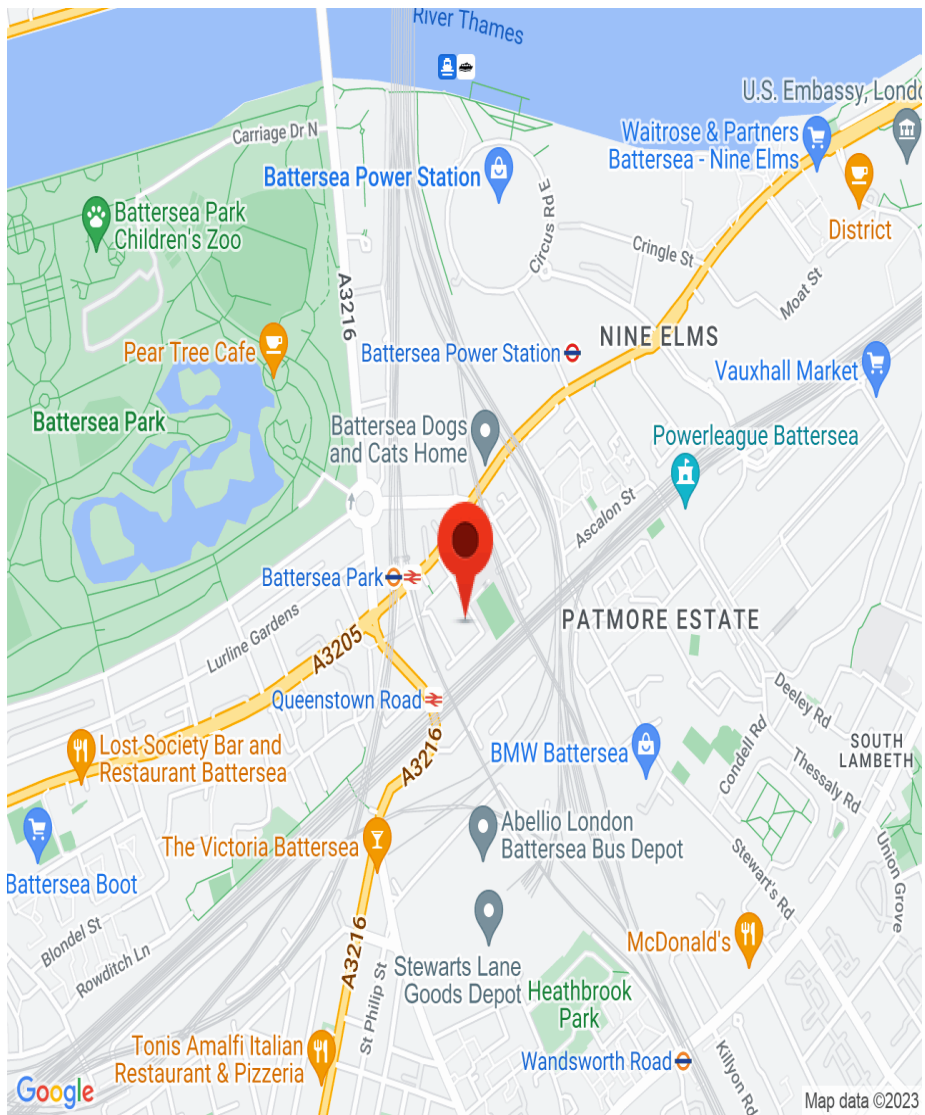 River Thames
U.S. Embassy, Londo
Carriage Dr N
Waitrose & Partners
Battersea - Nine Elms
Battersea Power Station
Circus Rd E
Battersea Park
Children's Zoo
District
Cringle St
Moat St
A3216
NINE ELMS
Pear Tree Cafe
Battersea Power Station
Vauxhall Market
Battersea Park
Battersea Dogs
and Cats Home
Powerleague Battersea
Ascalon St
Battersea Park
PATMORE ESTATE
Lurline Gardens
A3205
Queenstown Road
Deeley Rd
Condell Rd
SOUTH
LAMBETH
Lost Society Bar and
Restaurant Battersea
A3216
BMW Battersea
Thessaly Rd
Abellio London
Battersea Bus Depot
The Victoria Battersea
Union Grove
Battersea Boot
Stewart's Rd
Blondel St
Rowditch Ln
A3216
McDonald's
Stewarts Lane
Goods Depot
Heathbrook
Park
St Philip St
Tonis Amalfi Italian
Restaurant & Pizzeria
Wandsworth Road
Killyon Rd
Google
Map data ©2023